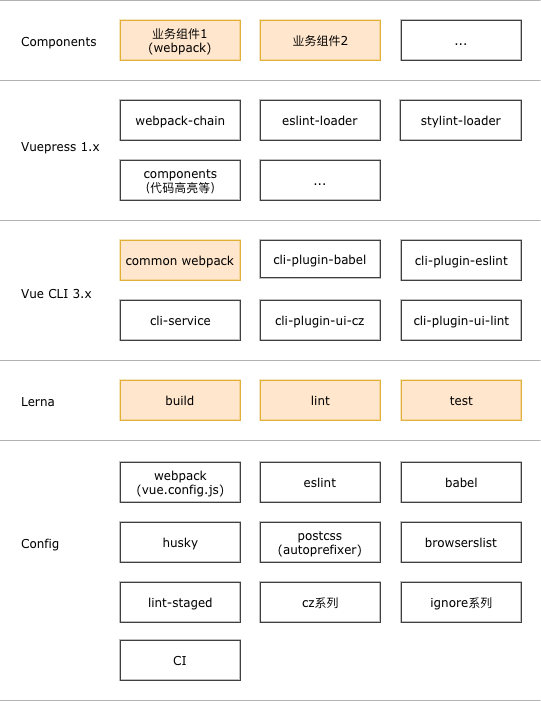 Components
业务组件1
(webpack)
业务组件2
...
Vuepress 1.x
webpack-chain
eslint-loader
stylint-loader
components
(代码高亮等)
...
Vue CLI 3.x
common webpack
cli-plugin-babel
cli-plugin-eslint
cli-service
cli-plugin-ui-cz
cli-plugin-ui-lint
Lerna
build
lint
test
Config
webpack
(vue.config.js)
eslint
babel
husky
postcss
(autoprefixer)
browserslist
lint-staged
cz系列
ignore系列
CI